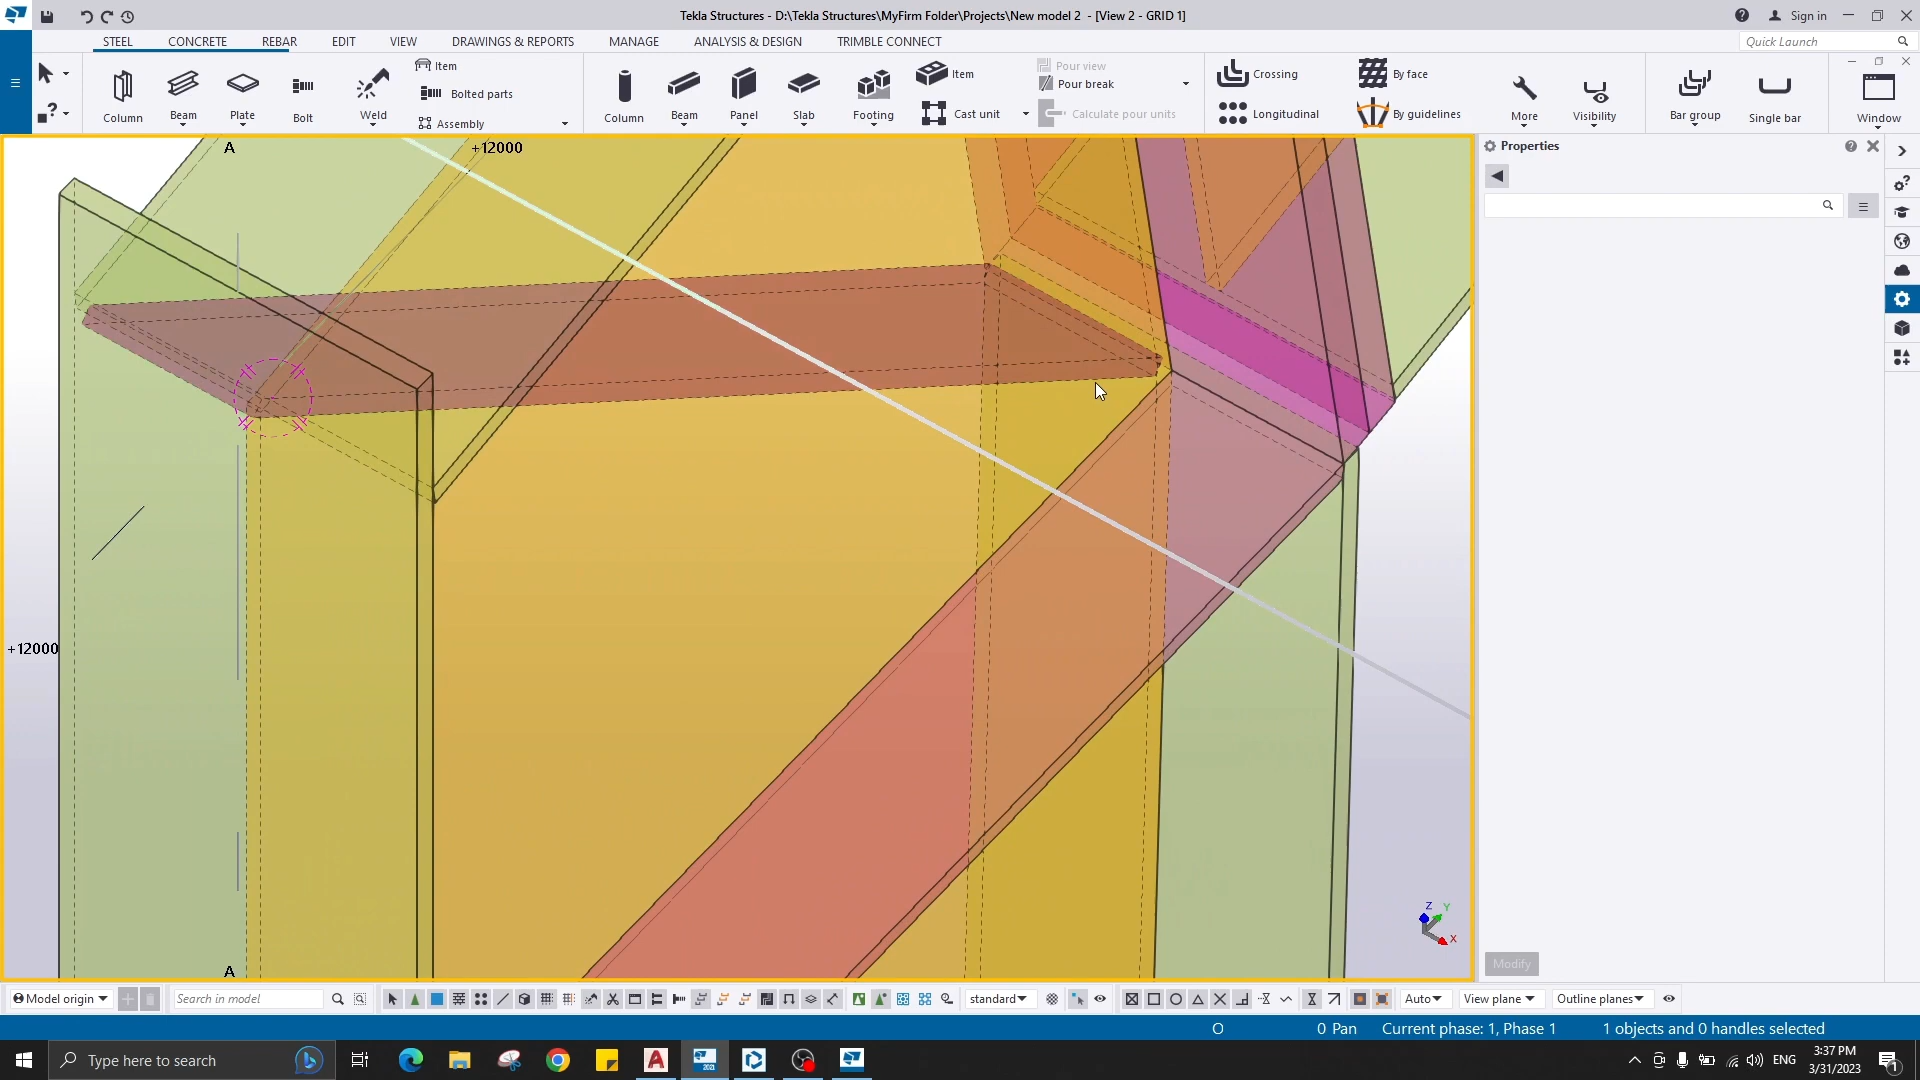 Tekla Structures - D:\Tekla Structures\MyFirm Folder\Projects\New model 2 - [View 2 - GRID 1]
Sign in
STEEL CONCRETE REBAR EDIT VIEW DRAWINGS & REPORTS MANAGE ANALYSIS & DESIGN TRIMBLE CONNECT
Quick Launch
Column Beam Plate Bolt Weld
Item
Bolted parts
Assembly
Column Beam Panel Slab Footing
Item
Cast unit
Pour view
Pour break
Calculate pour units
Crossing
Longitudinal
By face
By guidelines
More Visibility Bar group Single bar Window
A
+12000
+12000
A
Z
Y
X
Properties
Modify
Model origin
Search in model
standard
Auto
View plane
Outline planes
O
0 Pan
Current phase: 1, Phase 1
1 objects and 0 handles selected
Type here to search
2021
ENG
3:37 PM
3/31/2023
1